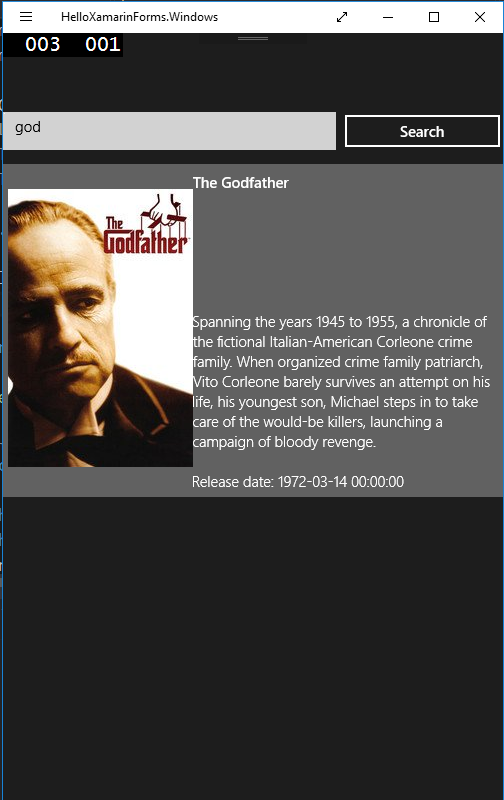 HelloXamarinForms.Windows
003 001
god
Search
The Godfather
The
Godfather
Spanning the years 1945 to 1955, a chronicle of
the fictional Italian-American Corleone crime
family. When organized crime family patriarch,
Vito Corleone barely survives an attempt on his
life, his youngest son, Michael steps in to take
care of the would-be killers, launching a
campaign of bloody revenge.
Release date: 1972-03-14 00:00:00